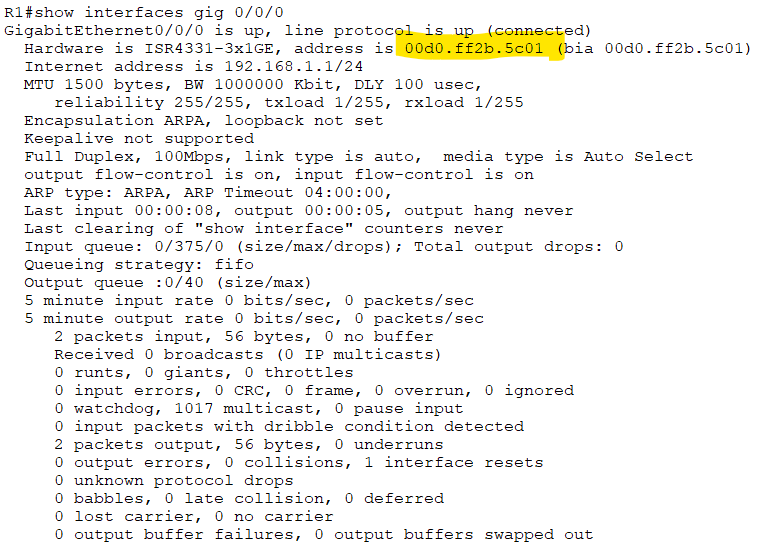 R1#show interfaces gig 0/0/0
GigabitEthernet0/0/0 is up, line protocol is up (connected)
Hardware is ISR4331-3x1GE, address is 00d0.ff2b.5c01 (bia 00d0.ff2b.5c01)
Internet address is 192.168.1.1/24
MTU 1500 bytes, BW 1000000 Kbit, DLY 100 usec,
reliability 255/255, txload 1/255, rxload 1/255
Encapsulation ARPA, loopback not set
Keepalive not supported
Full Duplex, 100Mbps, link type is auto,  media type is Auto Select
output flow-control is on, input flow-control is on
ARP type: ARPA, ARP Timeout 04:00:00,
Last input 00:00:08, output 00:00:05, output hang never
Last clearing of "show interface" counters never
Input queue: 0/375/0 (size/max/drops); Total output drops: 0
Queueing strategy: fifo
Output queue :0/40 (size/max)
5 minute input rate 0 bits/sec, 0 packets/sec
5 minute output rate 0 bits/sec, 0 packets/sec
2 packets input, 56 bytes, 0 no buffer
Received 0 broadcasts (0 IP multicasts)
0 runts, 0 giants, 0 throttles
0 input errors, 0 CRC, 0 frame, 0 overrun, 0 ignored
0 watchdog, 1017 multicast, 0 pause input
0 input packets with dribble condition detected
2 packets output, 56 bytes, 0 underruns
0 output errors, 0 collisions, 1 interface resets
0 unknown protocol drops
0 babbles, 0 late collision, 0 deferred
0 lost carrier, 0 no carrier
0 output buffer failures, 0 output buffers swapped out